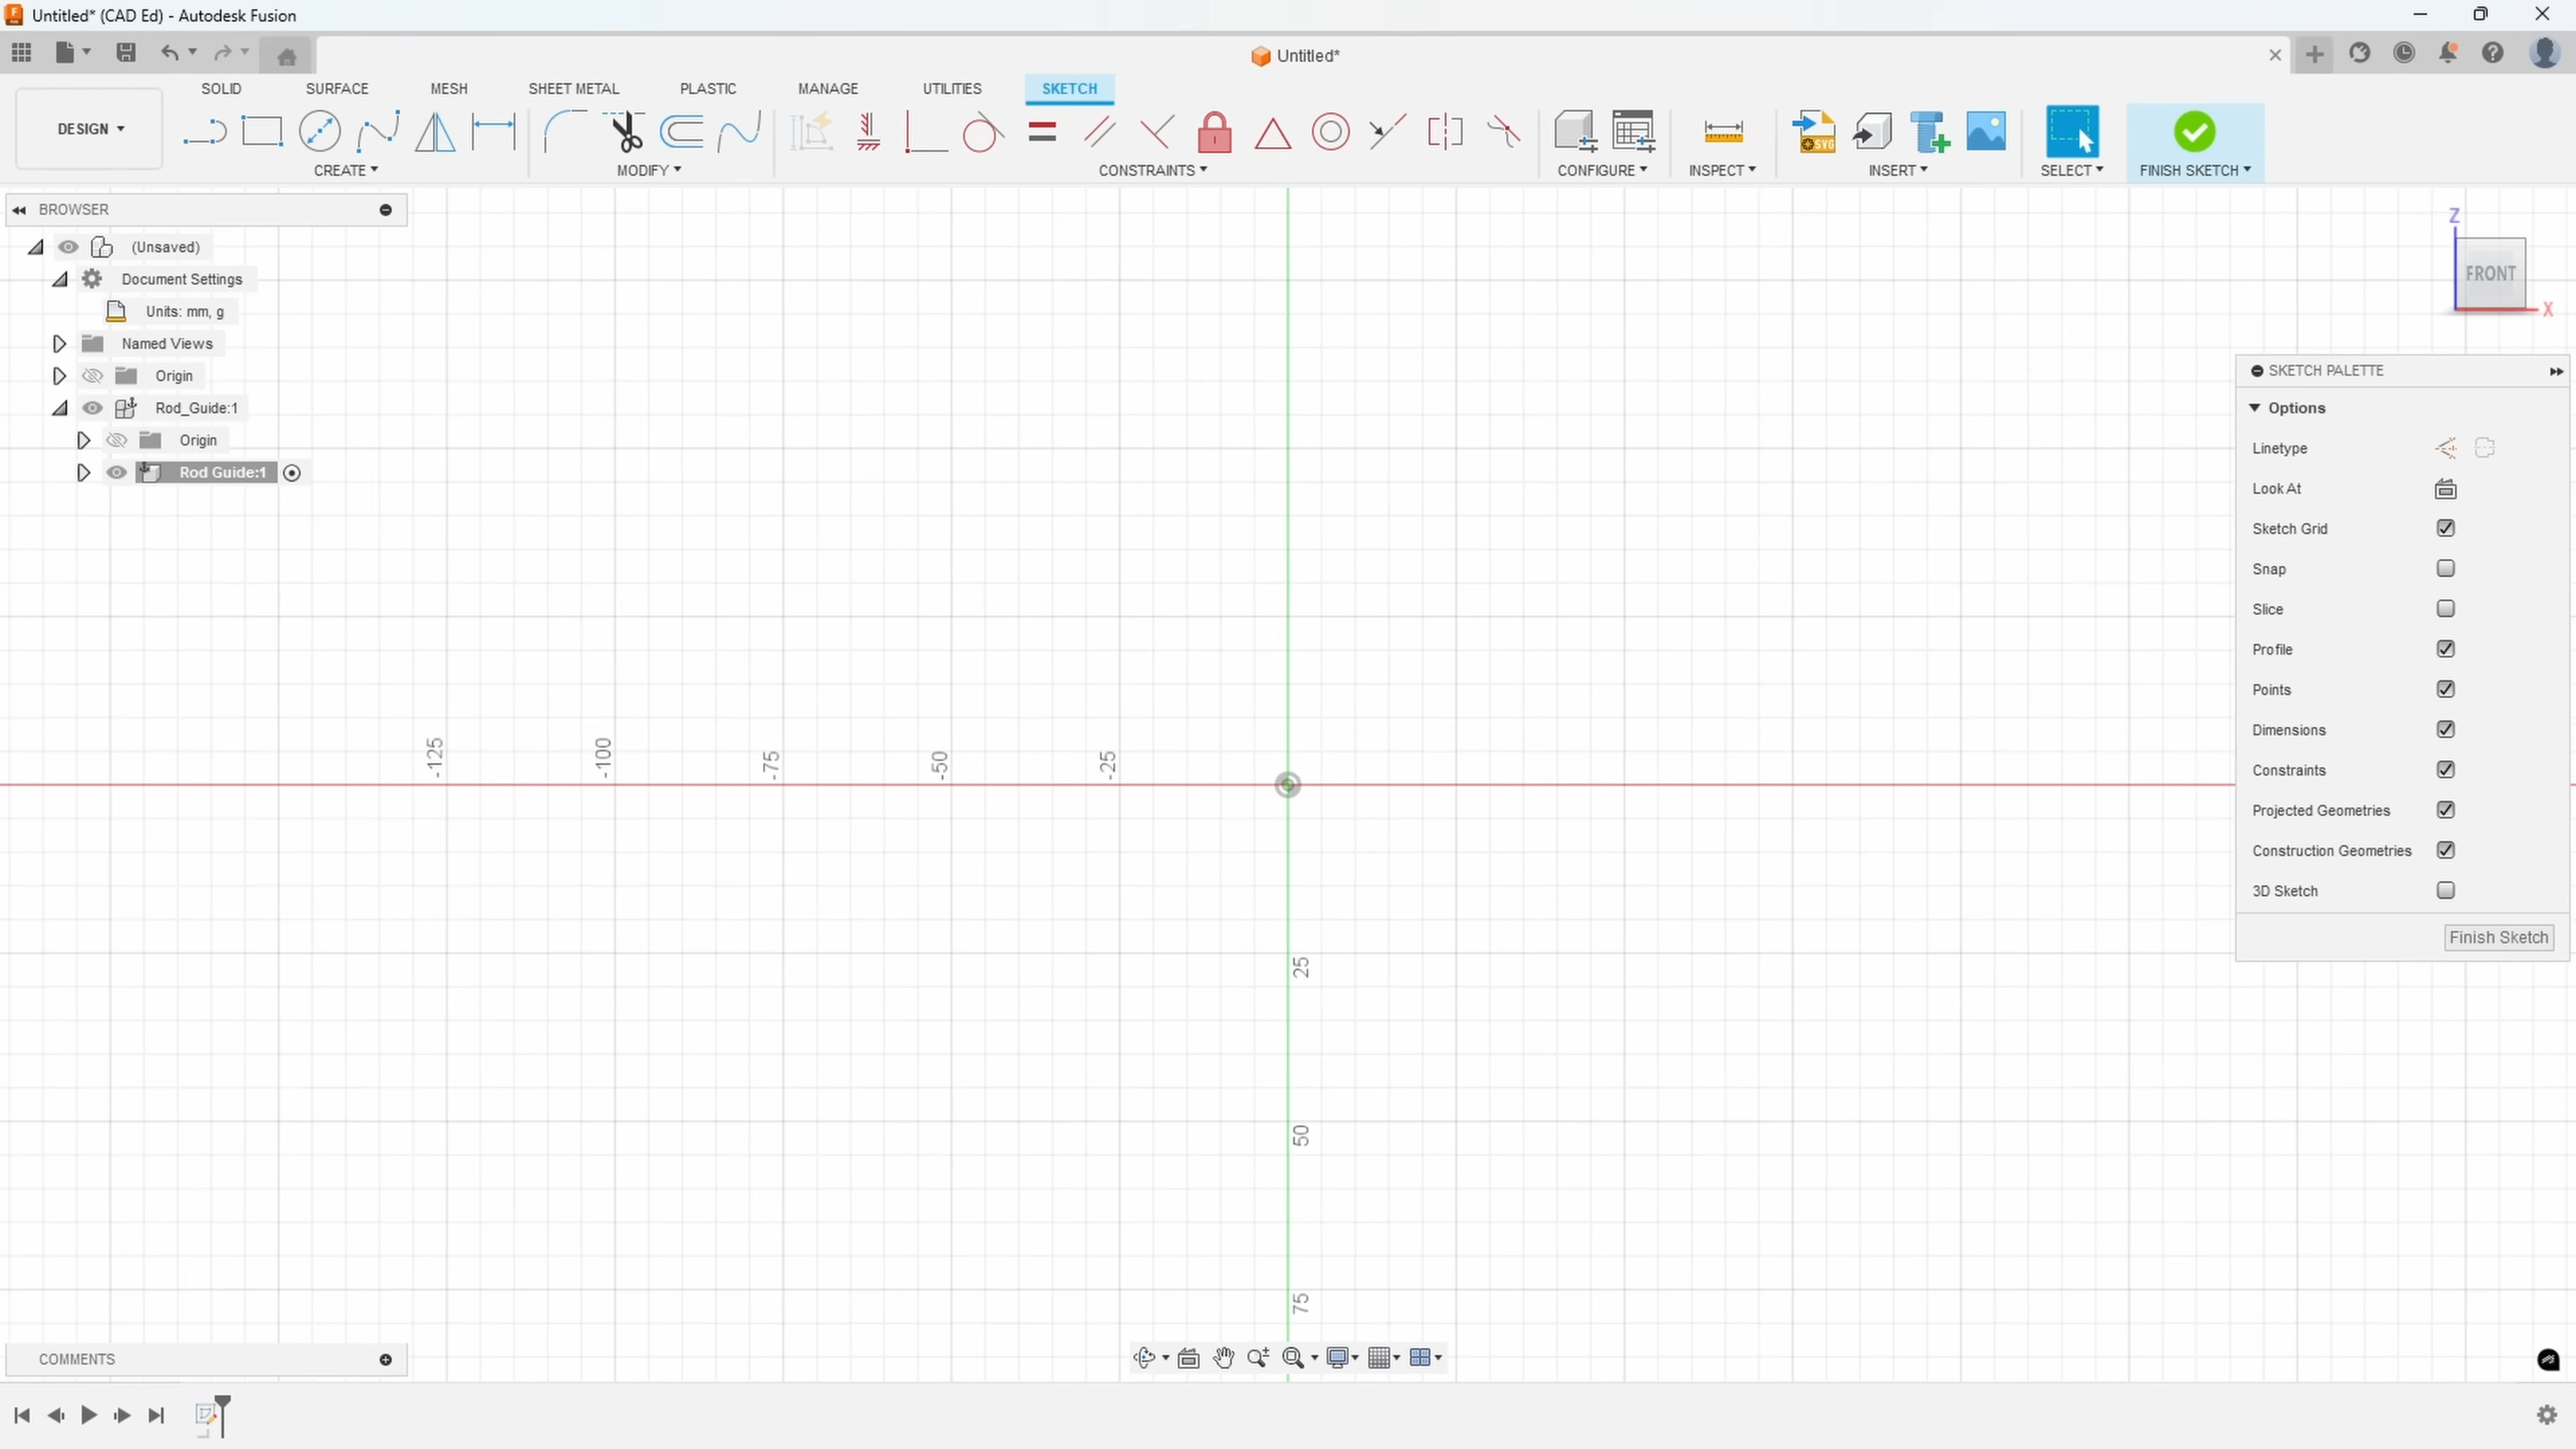 Untitled* (CAD Ed) - Autodesk Fusion
Untitled*
SOLID SURFACE MESH SHEET METAL PLASTIC MANAGE UTILITIES SKETCH
DESIGN
SVG
CREATE MODIFY CONSTRAINTS CONFIGURE INSPECT INSERT SELECT FINISH SKETCH
BROWSER
(Unsaved)
Document Settings
Units: mm, g
Named Views
Origin
Rod_Guide:1
Origin
Rod Guide:1
Z
FRONT
X
SKETCH PALETTE
Options
Linetype
Look At
Sketch Grid
Snap
Slice
Profile
Points
Dimensions
Constraints
Projected Geometries
Construction Geometries
3D Sketch
Finish Sketch
-125
-100
-75
-50
-25
25
50
75
COMMENTS